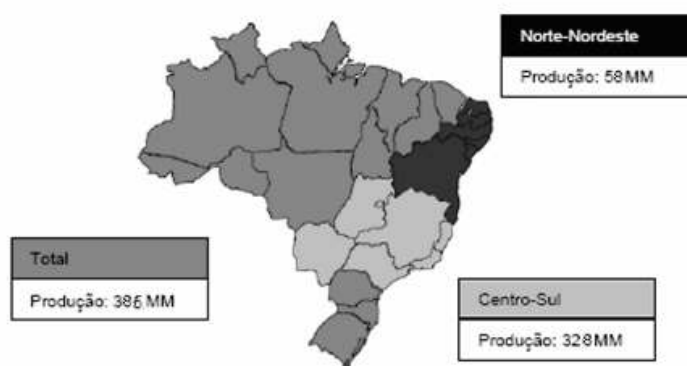 Norte-Nordeste
Produção: 58MM
Total
Produção: 386MM
Centro-Sul
Produção: 328MM